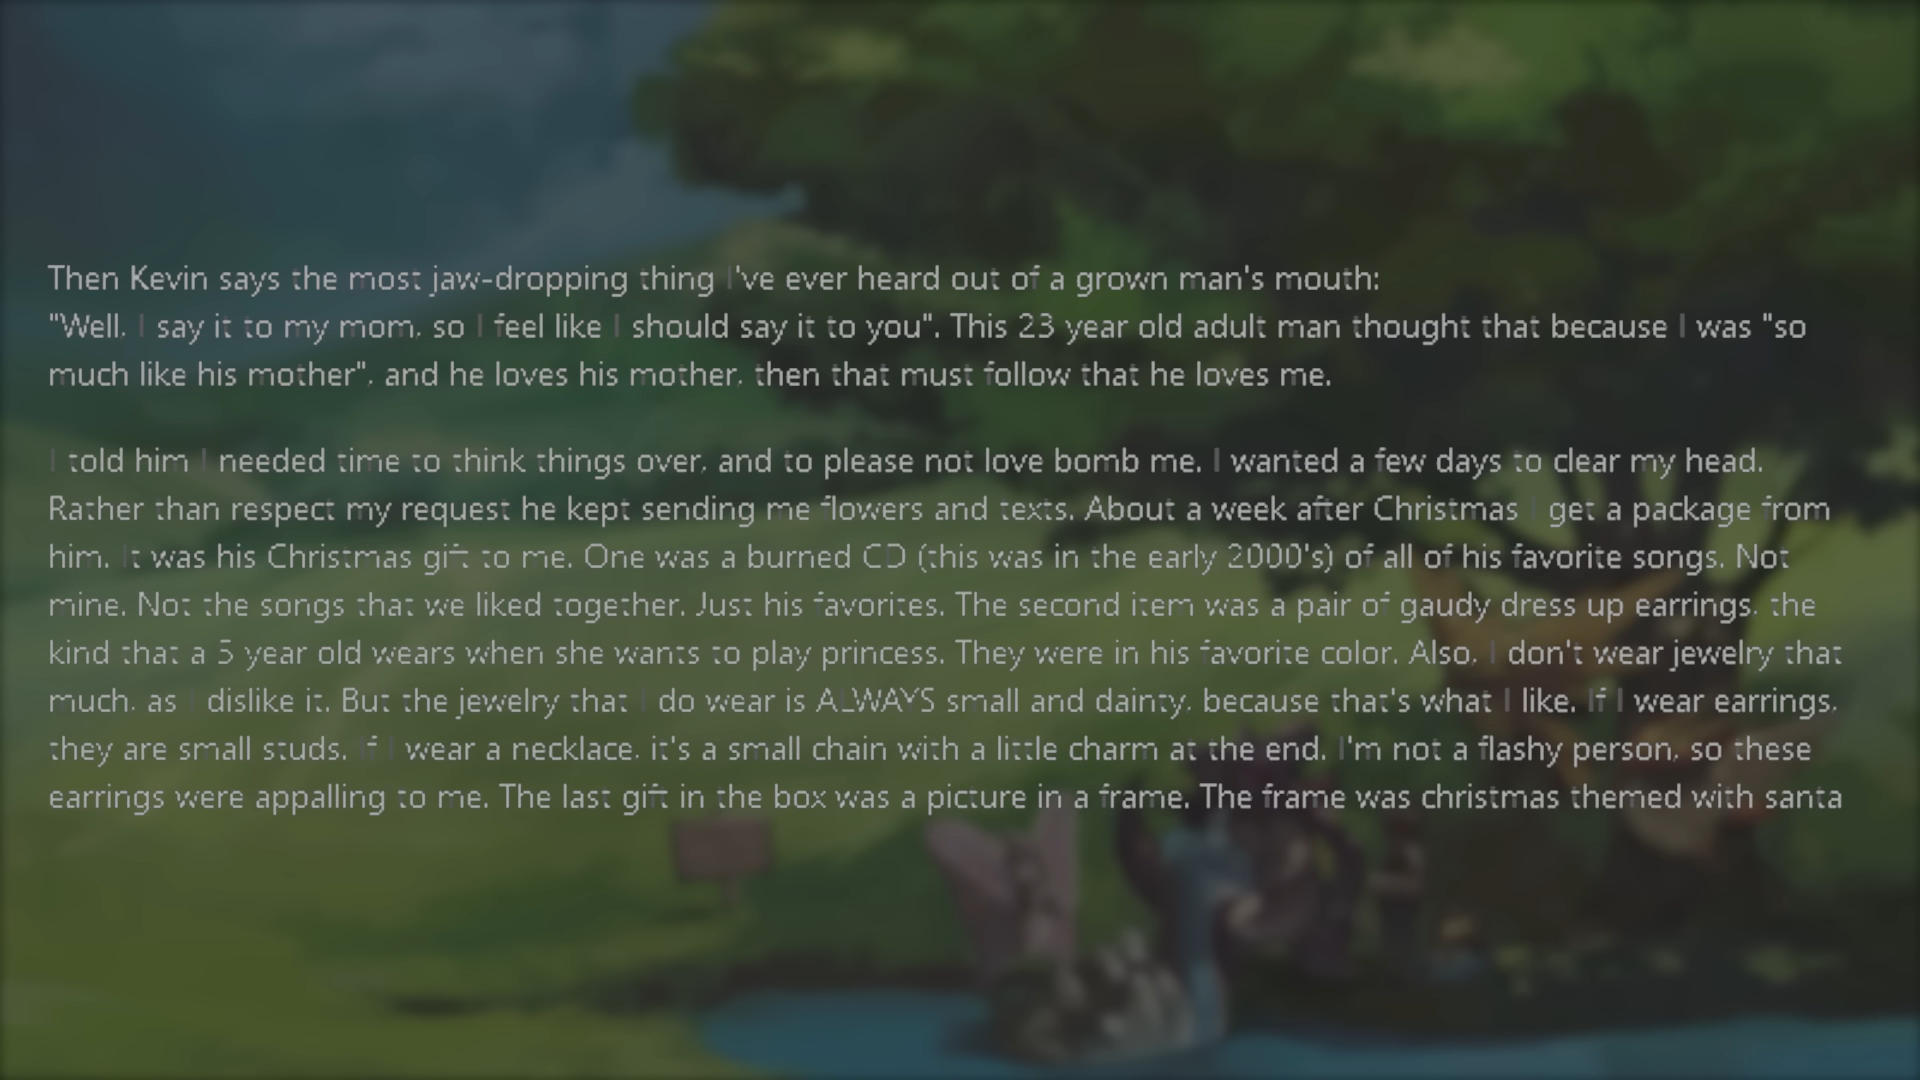 Then Kevin says the most jaw-dropping thing I've ever heard out of a grown man's mouth:
"Well, I say it to my mom, so I feel like I should say it to you". This 23 year old adult man thought that because I was "so
much like his mother", and he loves his mother, then that must follow that he loves me.
I told him I needed time to think things over, and to please not love bomb me. I wanted a few days to clear my head.
Rather than respect my request he kept sending me flowers and texts. About a week after Christmas I get a package from
him. It was his Christmas gift to me. One was a burned CD (this was in the early 2000's) of all of his favorite songs. Not
mine. Not the songs that we liked together. Just his favorites. The second item was a pair of gaudy dress up earrings, the
kind that a 5 year old wears when she wants to play princess. They were in his favorite color. Also, I don't wear jewelry that
much, as I dislike it. But the jewelry that I do wear is ALWAYS small and dainty, because that's what I like. If I wear earrings,
they are small studs. If I wear a necklace, it's a small chain with a little charm at the end. I'm not a flashy person, so these
earrings were appalling to me. The last gift in the box was a picture in a frame. The frame was christmas themed with santa